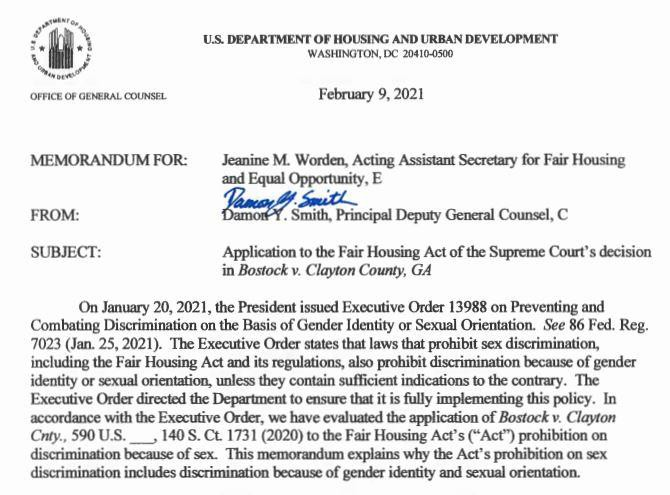 U.S. DEPARTMENT OF HOUSING AND URBAN DEVELOPMENT
U.S. DEPARTMENT OF HOUSING AND URBAN DEVELOPMENT
WASHINGTON, DC 20410-0500
OFFICE OF GENERAL COUNSEL
February 9, 2021
MEMORANDUM FOR: Jeanine M. Worden, Acting Assistant Secretary for Fair Housing
and Equal Opportunity, E
Damon Y. Smith
FROM: Damon Y. Smith, Principal Deputy General Counsel, C
SUBJECT: Application to the Fair Housing Act of the Supreme Court's decision
in Bostock v. Clayton County, GA
On January 20, 2021, the President issued Executive Order 13988 on Preventing and
Combating Discrimination on the Basis of Gender Identity or Sexual Orientation. See 86 Fed. Reg.
7023 (Jan. 25, 2021). The Executive Order states that laws that prohibit sex discrimination,
including the Fair Housing Act and its regulations, also prohibit discrimination because of gender
identity or sexual orientation, unless they contain sufficient indications to the contrary. The
Executive Order directed the Department to ensure that it is fully implementing this policy. In
accordance with the Executive Order, we have evaluated the application of Bostock v. Clayton
Cnty., 590 U.S. ___, 140 S. Ct. 1731 (2020) to the Fair Housing Act's ("Act") prohibition on
discrimination because of sex. This memorandum explains why the Act's prohibition on sex
discrimination includes discrimination because of gender identity and sexual orientation.